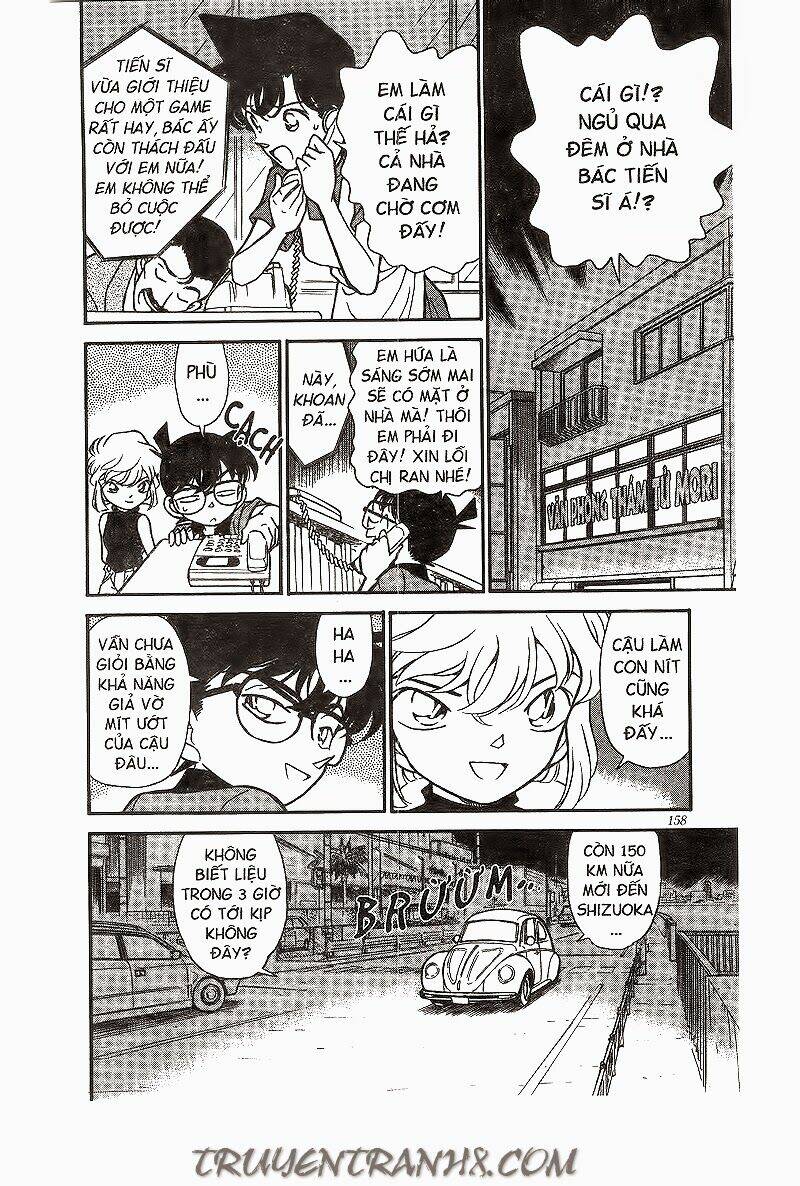 CÁI GÌ!?
NGỦ QUA
ĐÊM Ở NHÀ
BÁC TIẾN
SĨ Á!?
VĂN PHÒNG THÁM TỬ MORI
EM LÀM
CÁI GÌ
THẾ HẢ?
CẢ NHÀ
ĐANG
CHỜ CƠM
ĐẤY!
TIẾN SĨ
VỪA GIỚI THIỆU
CHO MỘT GAME
RẤT HAY, BÁC ẤY
CÒN THÁCH ĐẤU
VỚI EM NỮA!
EM KHÔNG THỂ
BỎ CUỘC
ĐƯỢC!
EM HỨA LÀ
SÁNG SỚM MAI
SẼ CÓ MẶT Ở
NHÀ MÀ! THÔI
EM PHẢI ĐI
ĐÂY! XIN LỖI
CHỊ RAN NHÉ!
NÀY,
KHOAN
ĐÃ...
PHÙ
...
CẠCH
CẬU LÀM
CON NÍT
CŨNG
KHÁ
ĐẤY...
HA
HA
...
VẪN CHƯA
GIỎI BẰNG
KHẢ NĂNG
GIẢ VỜ
MÍT ƯỚT
CỦA CẬU
ĐÂU...
158
CÒN 150
KM NỮA
MỚI ĐẾN
SHIZUOKA
...
BRỪỪM..
KHÔNG
BIẾT LIỆU
TRONG 3 GIỜ
CÓ TỚI KỊP
KHÔNG
ĐÂY?
TRUYENTRANH8.COM